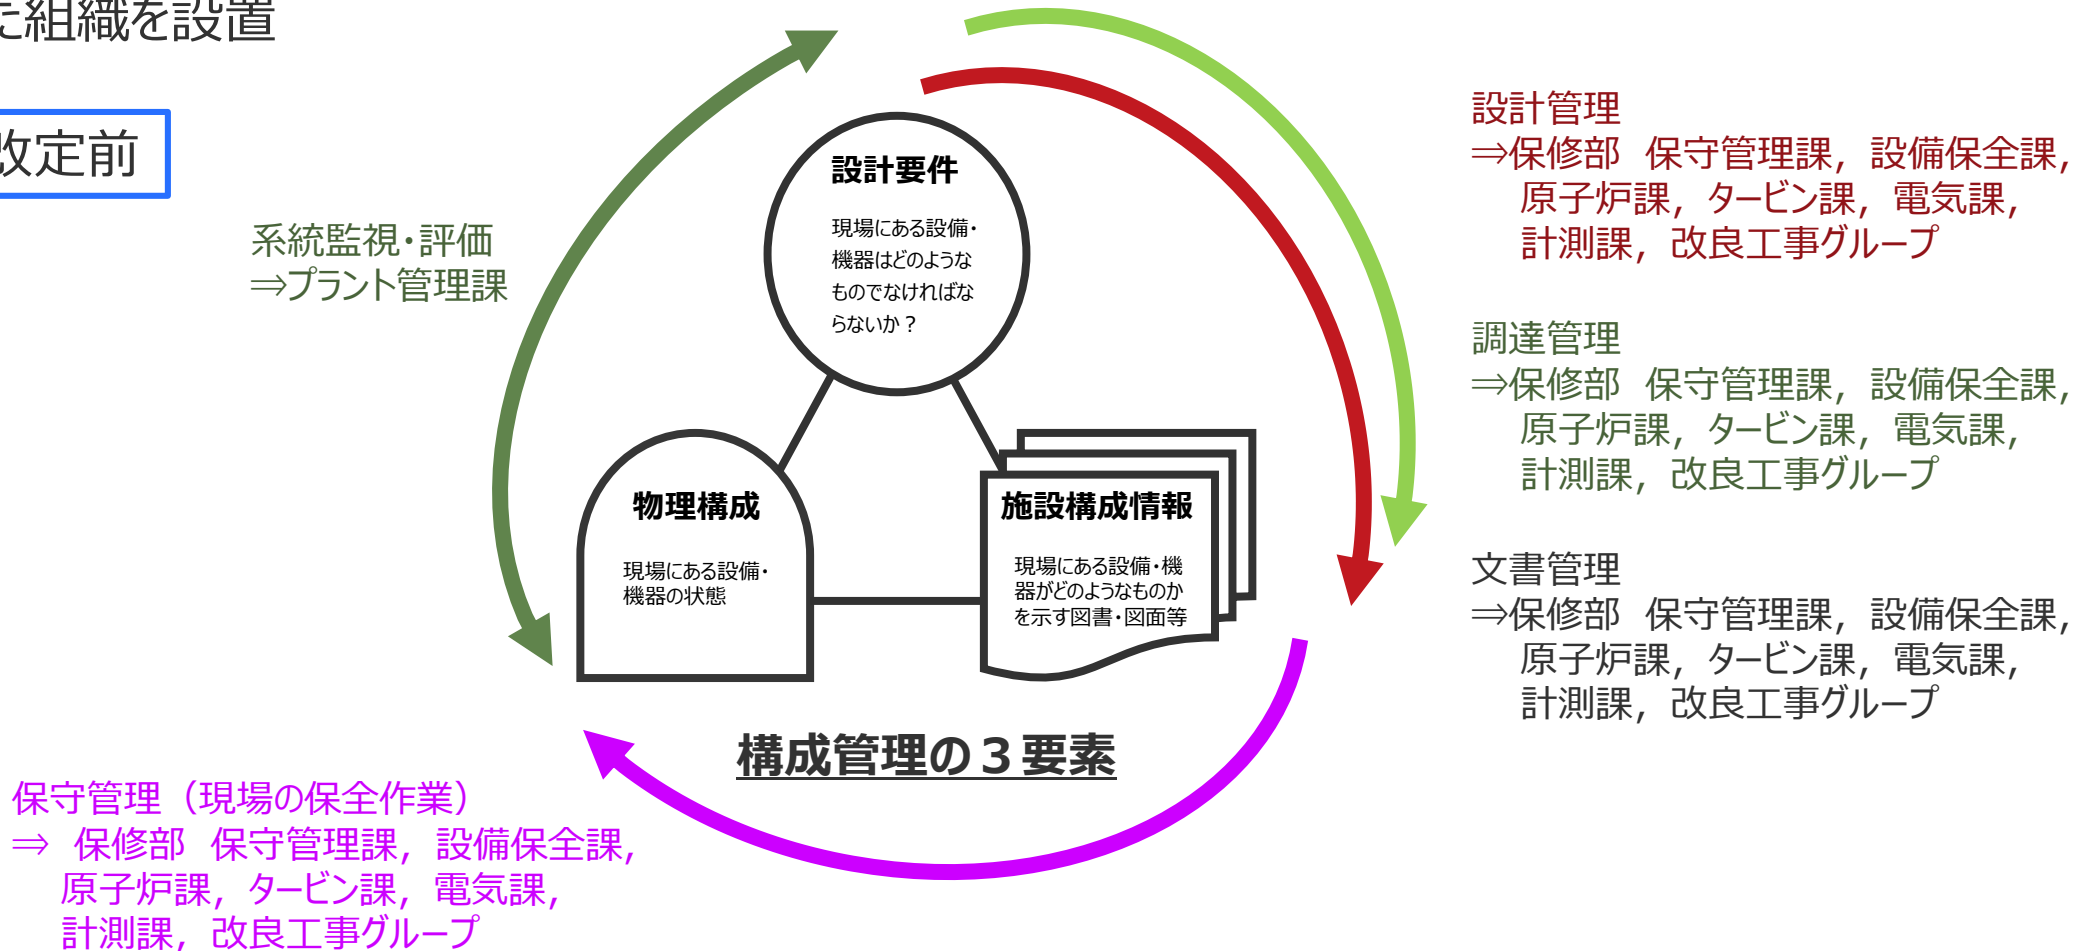 た組織を設置
改定前
系統監視・評価
⇒プラント管理課
設計要件
現場にある設備・
機器はどのような
ものでなければな
らないか？
物理構成
現場にある設備・
機器の状態
施設構成情報
現場にある設備・機
器がどのようなものか
を示す図書・図面等
構成管理の３要素
設計管理
⇒保修部　保守管理課，設備保全課，
原子炉課，タービン課，電気課，
計測課，改良工事グループ
調達管理
⇒保修部　保守管理課，設備保全課，
原子炉課，タービン課，電気課，
計測課，改良工事グループ
文書管理
⇒保修部　保守管理課，設備保全課，
原子炉課，タービン課，電気課，
計測課，改良工事グループ
保守管理（現場の保全作業）
⇒　保修部　保守管理課，設備保全課，
原子炉課，タービン課，電気課，
計測課，改良工事グループ